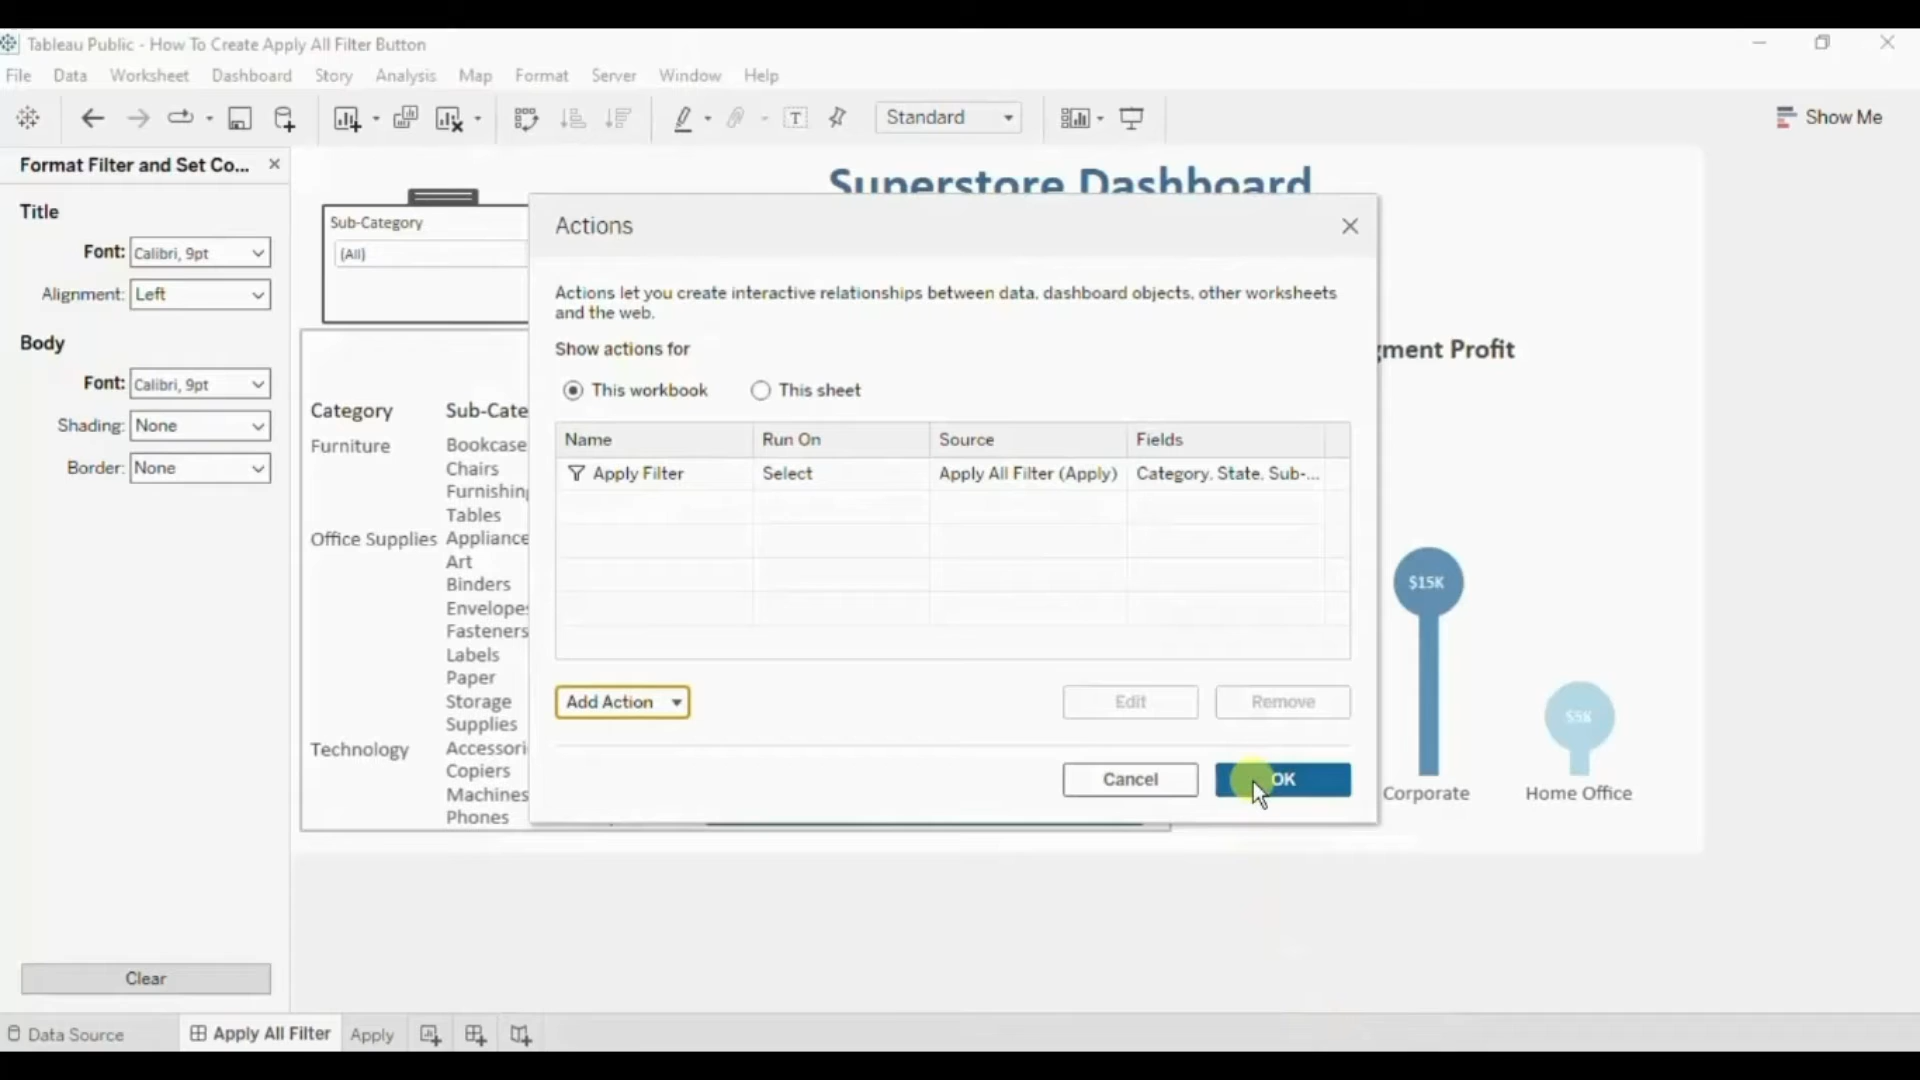 Tableau Public - How To Create Apply All Filter Button
File Data Worksheet Dashboard Story Analysis Map Format Server Window Help
Standard
Show Me
Format Filter and Set Co...
Title
Font: Calibri, 9pt
Alignment: Left
Body
Font: Calibri, 9pt
Shading: None
Border: None
Clear
Superstore Dashboard
Sub-Category
(All)
Category Sub-Cate
Furniture Bookcase
Chairs
Furnishing
Tables
Office Supplies Appliance
Art
Binders
Envelopes
Fasteners
Labels
Paper
Storage
Supplies
Technology Accessori
Copiers
Machines
Phones
Actions
Actions let you create interactive relationships between data, dashboard objects, other worksheets
and the web.
Show actions for
This workbook This sheet
Name Run On Source Fields
Apply Filter Select Apply All Filter (Apply) Category, State, Sub-...
Add Action Edit Remove
Cancel OK
gment Profit
$15K
$5K
Corporate Home Office
Data Source Apply All Filter Apply